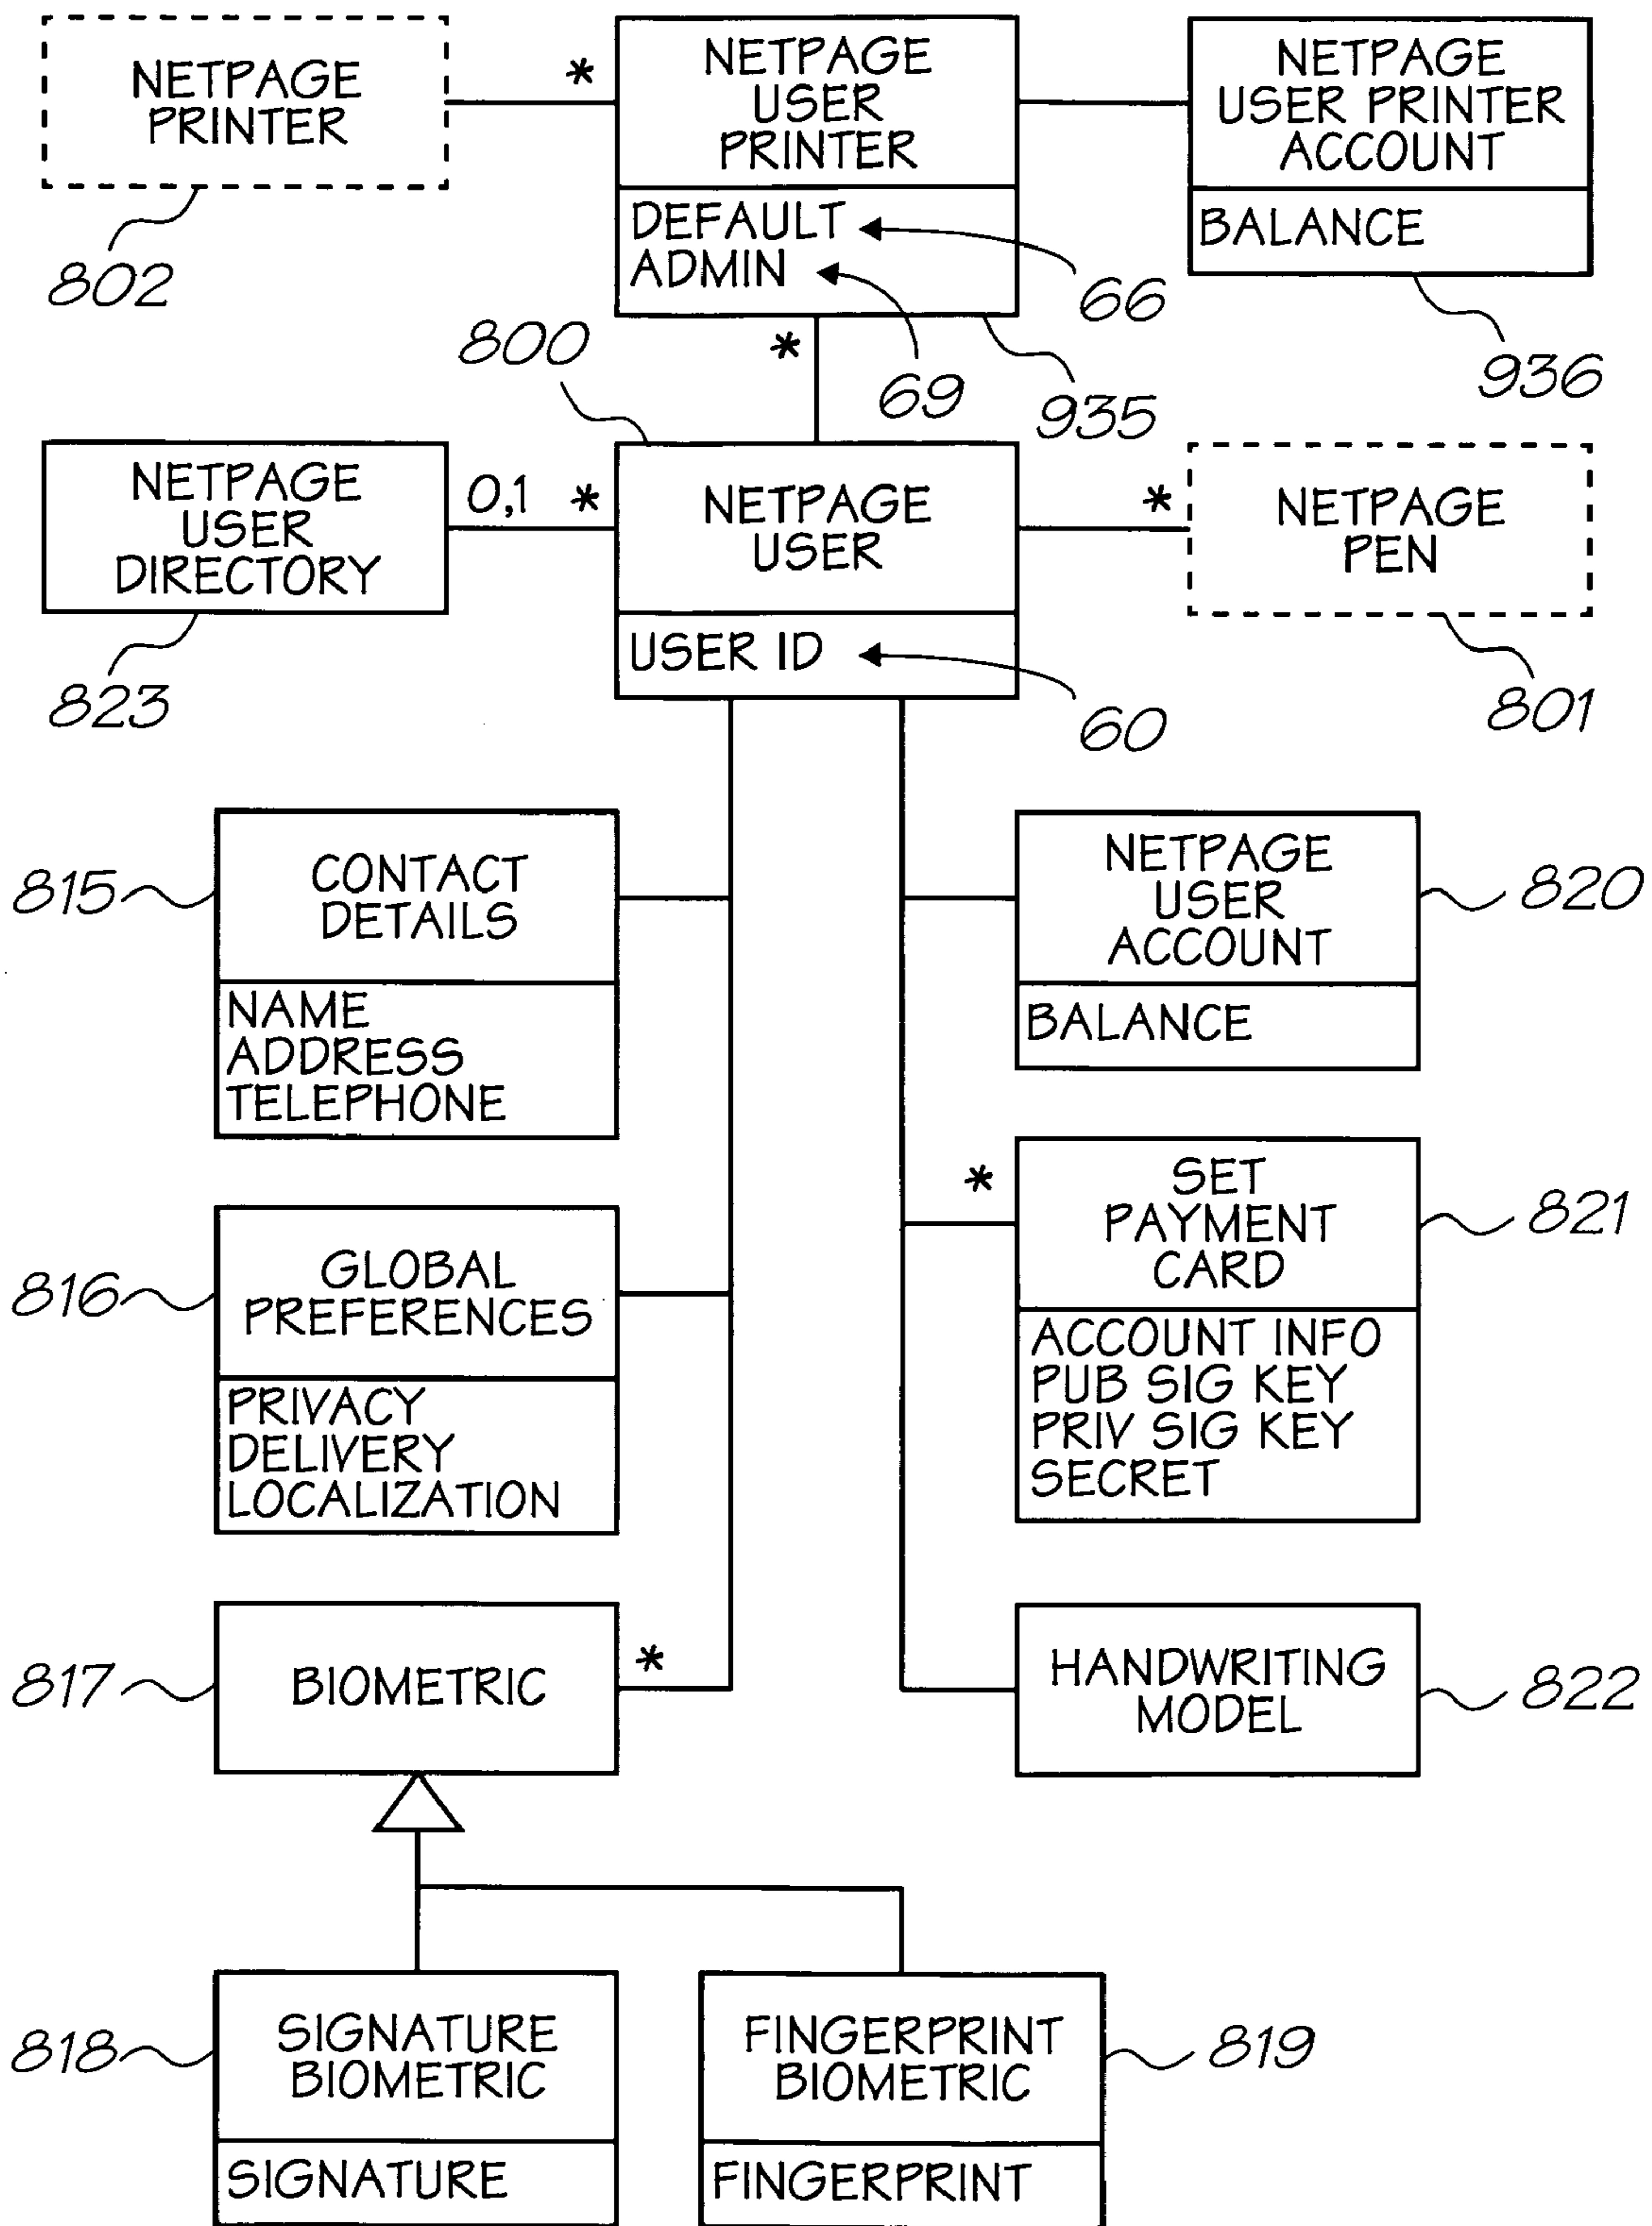 NETPAGE
PRINTER
802
*
NETPAGE
USER
PRINTER
DEFAULT
ADMIN
66
69
935
NETPAGE
USER PRINTER
ACCOUNT
BALANCE
936
*
800
NETPAGE
USER
DIRECTORY
823
0,1 *
NETPAGE
USER
USER ID
60
*
NETPAGE
PEN
801
815
CONTACT
DETAILS
NAME
ADDRESS
TELEPHONE
NETPAGE
USER
ACCOUNT
BALANCE
820
816
GLOBAL
PREFERENCES
PRIVACY
DELIVERY
LOCALIZATION
*
SET
PAYMENT
CARD
ACCOUNT INFO
PUB SIG KEY
PRIV SIG KEY
SECRET
821
817
BIOMETRIC
*
HANDWRITING
MODEL
822
818
SIGNATURE
BIOMETRIC
SIGNATURE
FINGERPRINT
BIOMETRIC
FINGERPRINT
819